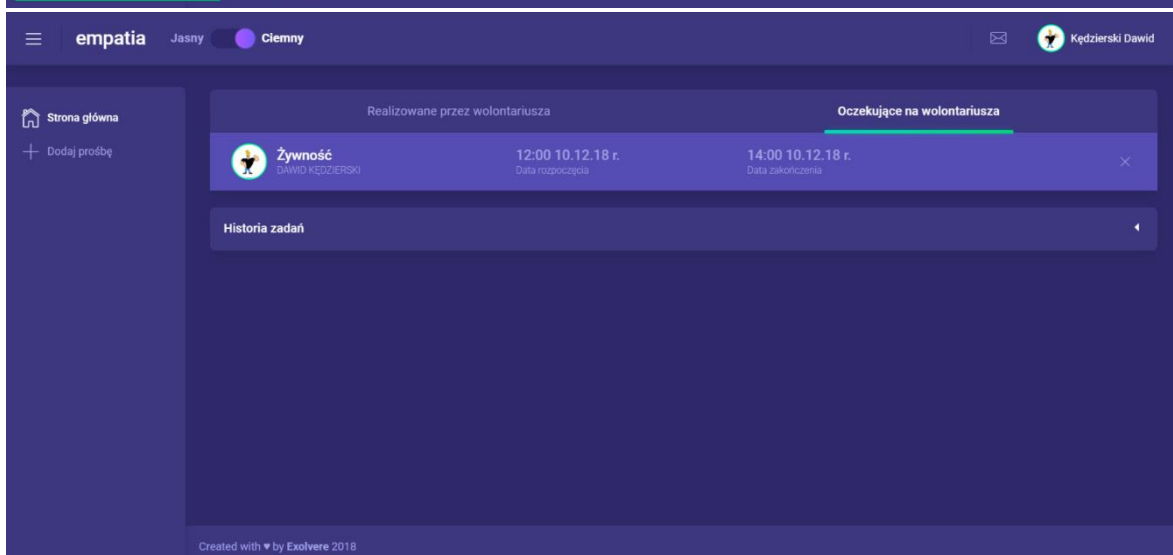 empatia Jasny Ciemny Kędzierski Dawid
Strona główna
Dodaj prośbę
Realizowane przez wolontariusza Oczekujące na wolontariusza
Żywność 12:00 10.12.18 r. 14:00 10.12.18 r.
DAWID KĘDZIERSKI Data rozpoczęcia Data zakończenia
Historia zadań
Created with ♥ by Exolvere 2018